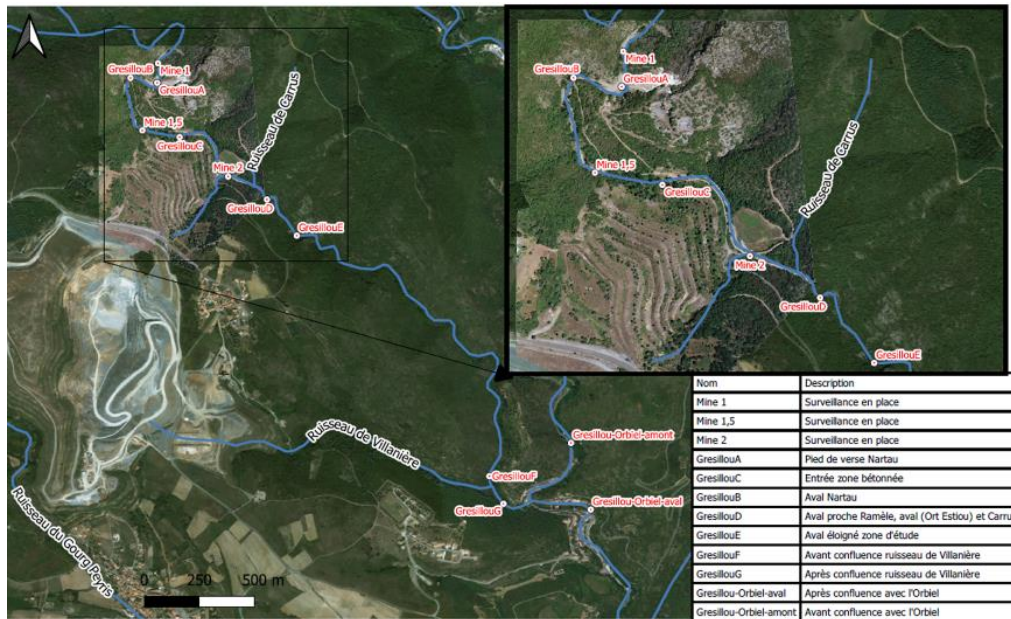 GresillouB
Mine 1
GresillouA
Mine 1,5
GresillouC
Mine 2
Ruisseau de Carrus
GresillouD
GresillouE
Ruisseau de Villanière
Gresillou-Orbiel-amont
GresillouF
GresillouG
Gresillou-Orbiel-aval
Ruisseau du Gourg Peyris
0 250 500 m
Mine 1
GresillouB
GresillouA
Mine 1,5
GresillouC
Ruisseau de Carrus
Mine 2
GresillouD
GresillouE
Nom Description
Mine 1 Surveillance en place
Mine 1,5 Surveillance en place
Mine 2 Surveillance en place
GresillouA Pied de verse Nartau
GresillouC Entrée zone bétonnée
GresillouB Aval Nartau
GresillouD Aval proche Ramèle, aval (Ort Estiou) et Carru
GresillouE Aval éloigné zone d'étude
GresillouF Avant confluence ruisseau de Villanière
GresillouG Après confluence ruisseau de Villanière
Gresillou-Orbiel-aval Après confluence avec l'Orbiel
Gresillou-Orbiel-amont Avant confluence avec l'Orbiel